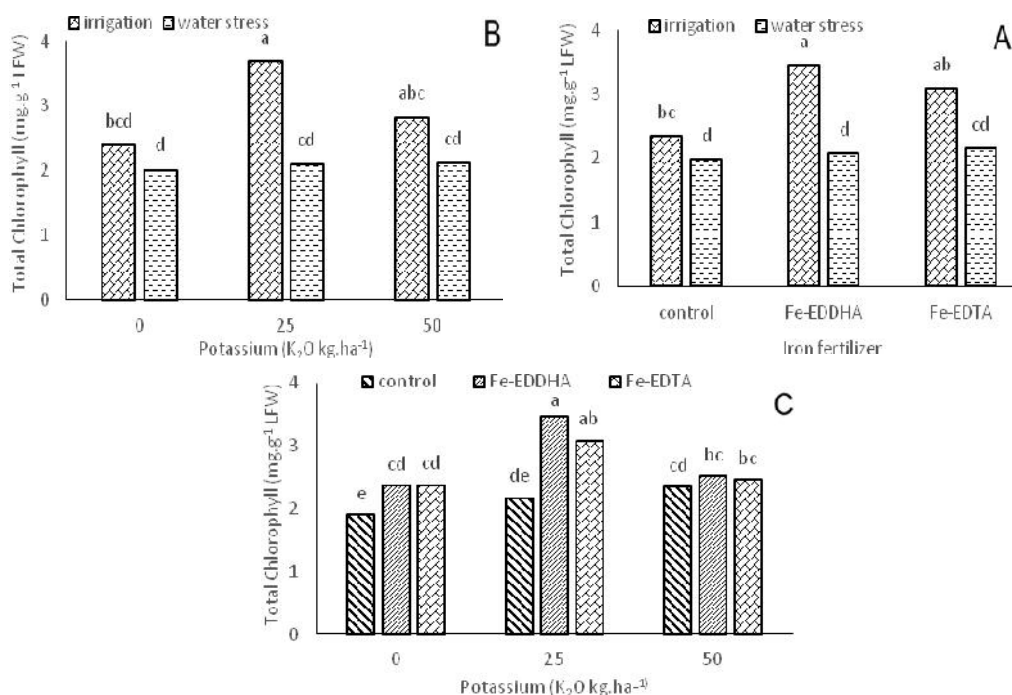 irrigation water stress
B
Total Chlorophyll (mg.g⁻¹ LFW)
4
3
2
1
0
bcd d a cd abc cd
0 25 50
Potassium (K₂O kg.ha⁻¹)
irrigation water stress
A
Total Chlorophyll (mg.g⁻¹ LFW)
4
3
2
1
0
bc d a d ab cd
control Fe-EDDHA Fe-EDTA
Iron fertilizer
control Fe-EDDHA Fe-EDTA
C
Total Chlorophyll (mg.g⁻¹ LFW)
4
3
2
1
0
e cd cd de a ab cd bc bc
0 25 50
Potassium (K₂O kg.ha⁻¹)